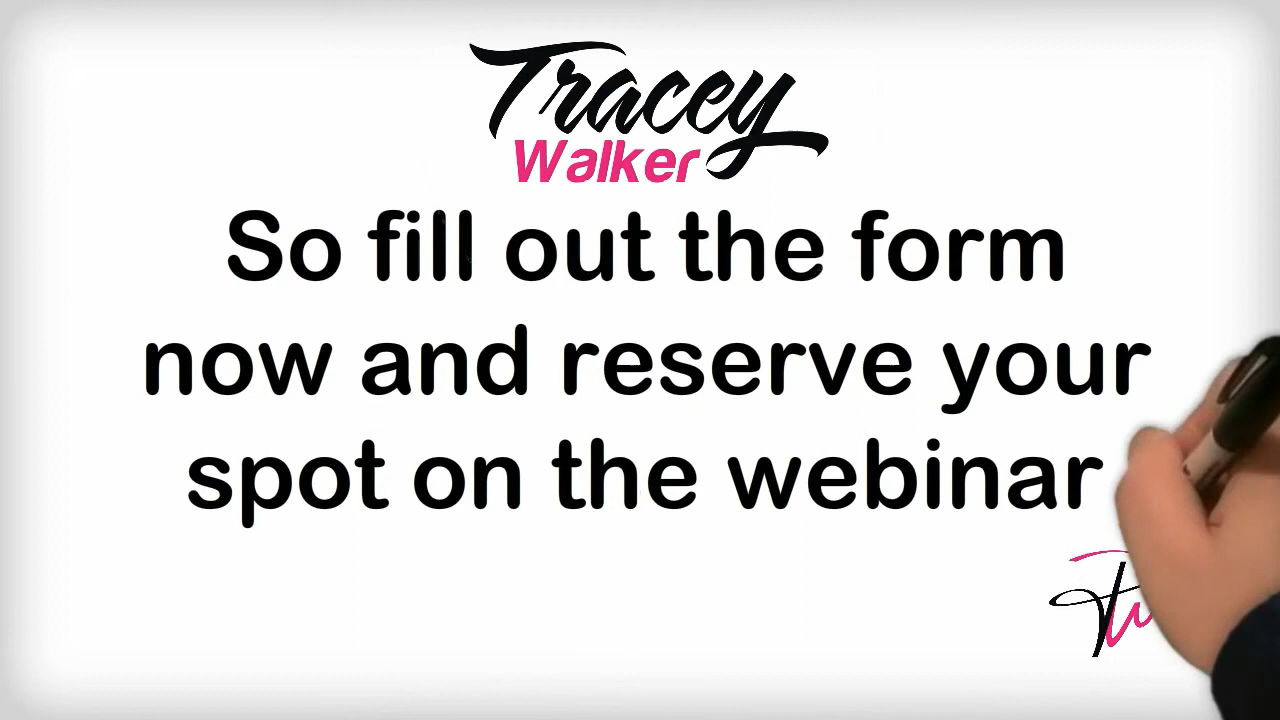 Tracey
Walker
So fill out the form
now and reserve your
spot on the webinar